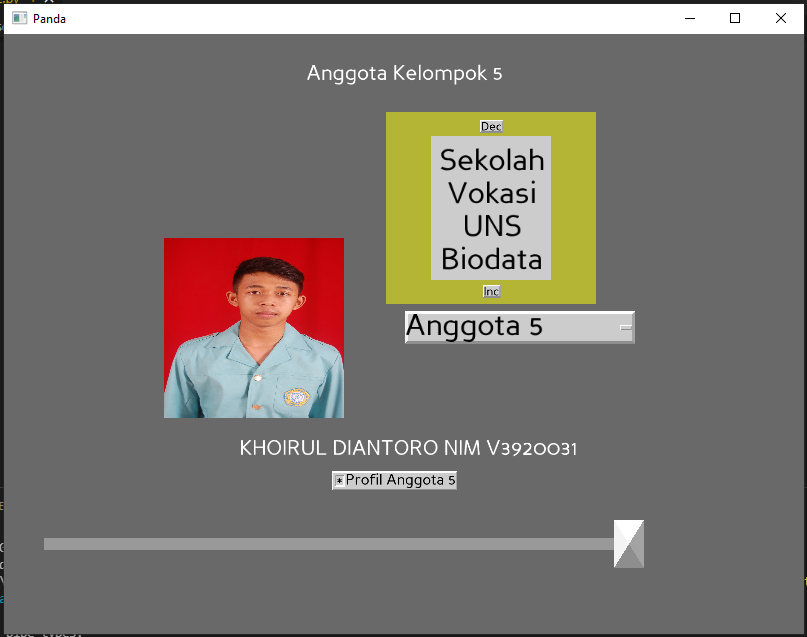 Panda
Anggota Kelompok 5
Dec
Sekolah
Vokasi
UNS
Biodata
Inc
Anggota 5
KHOIRUL DIANTORO NIM V3920031
*Profil Anggota 5